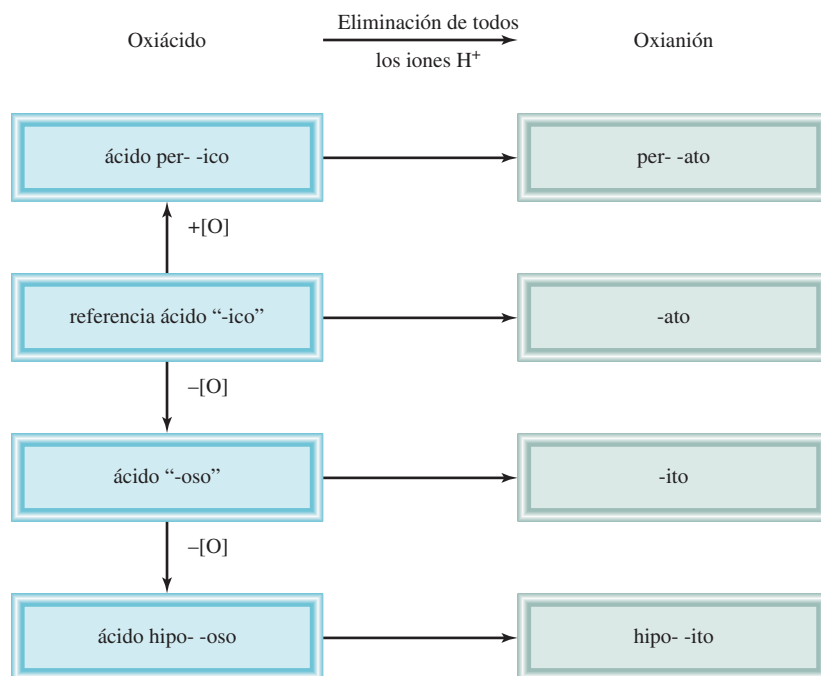 Oxiácido
Eliminación de todos
los iones H⁺
Oxianión
ácido per- -ico
per- -ato
+[O]
referencia ácido “-ico”
-ato
–[O]
ácido “-oso”
-ito
–[O]
ácido hipo- -oso
hipo- -ito